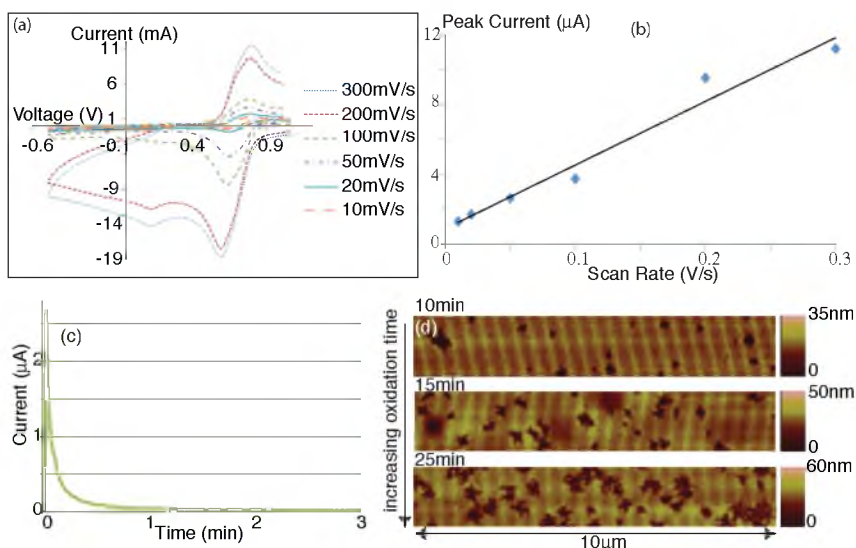 (a)
Current (mA)
11
6
1
Voltage (V)
-0.6
-0.
0.4
0.9
-9
-14
-19
300mV/s
200mV/s
100mV/s
50mV/s
20mV/s
10mV/s
Peak Current (μA)
(b)
12
8
4
0
0
0.1
0.2
0.3
Scan Rate (V/s)
(c)
Current (μA)
2
1
0
0
1
2
3
Time (min)
increasing oxidation time
10min
(d)
35nm
0
15min
50nm
0
25min
60nm
0
10μm